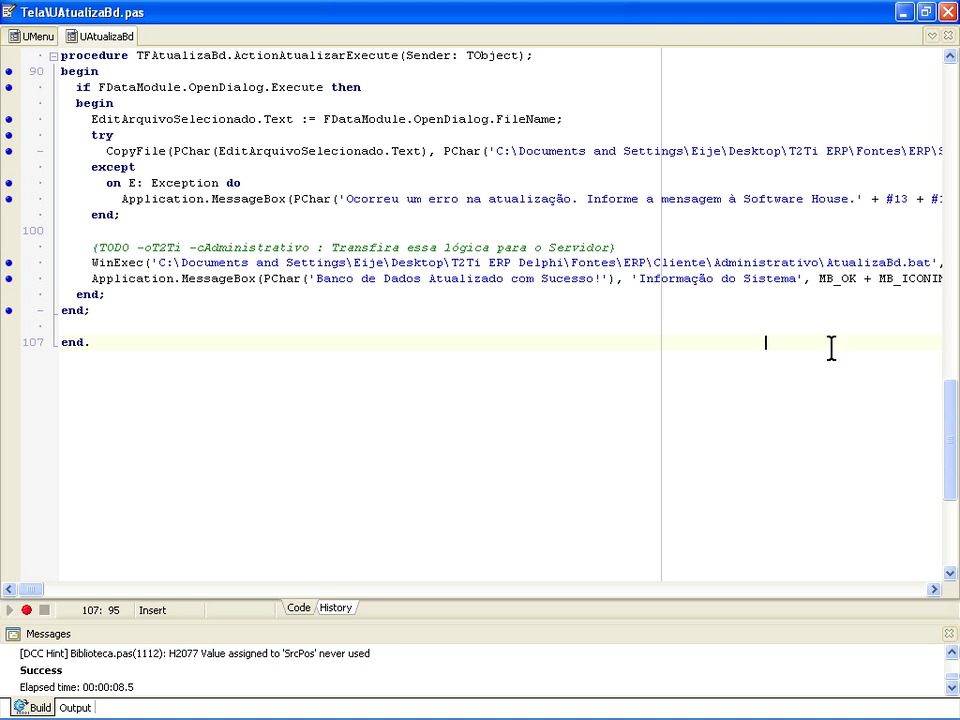 Tela\UAtualizaBd.pas
UMenu UAtualizaBd
procedure TFAtualizaBd.ActionAtualizarExecute(Sender: TObject);
90 begin
if FDataModule.OpenDialog.Execute then
begin
EditArquivoSelecionado.Text := FDataModule.OpenDialog.FileName;
try
CopyFile(PChar(EditArquivoSelecionado.Text), PChar('C:\Documents and Settings\Eije\Desktop\T2Ti ERP\Fontes\ERP\S
except
on E: Exception do
Application.MessageBox(PChar('Ocorreu um erro na atualização. Informe a mensagem à Software House.' + #13 + #1
end;
100
{TODO -oT2Ti -cAdministrativo : Transfira essa lógica para o Servidor}
WinExec('C:\Documents and Settings\Eije\Desktop\T2Ti ERP Delphi\Fontes\ERP\Cliente\Administrativo\AtualizaBd.bat',
Application.MessageBox(PChar('Banco de Dados Atualizado com Sucesso!'), 'Informação do Sistema', MB_OK + MB_ICONIN
end;
end;
107 end.
107: 95 Insert Code History
Messages
[DCC Hint] Biblioteca.pas(1112): H2077 Value assigned to 'SrcPos' never used
Success
Elapsed time: 00:00:08.5
Build Output